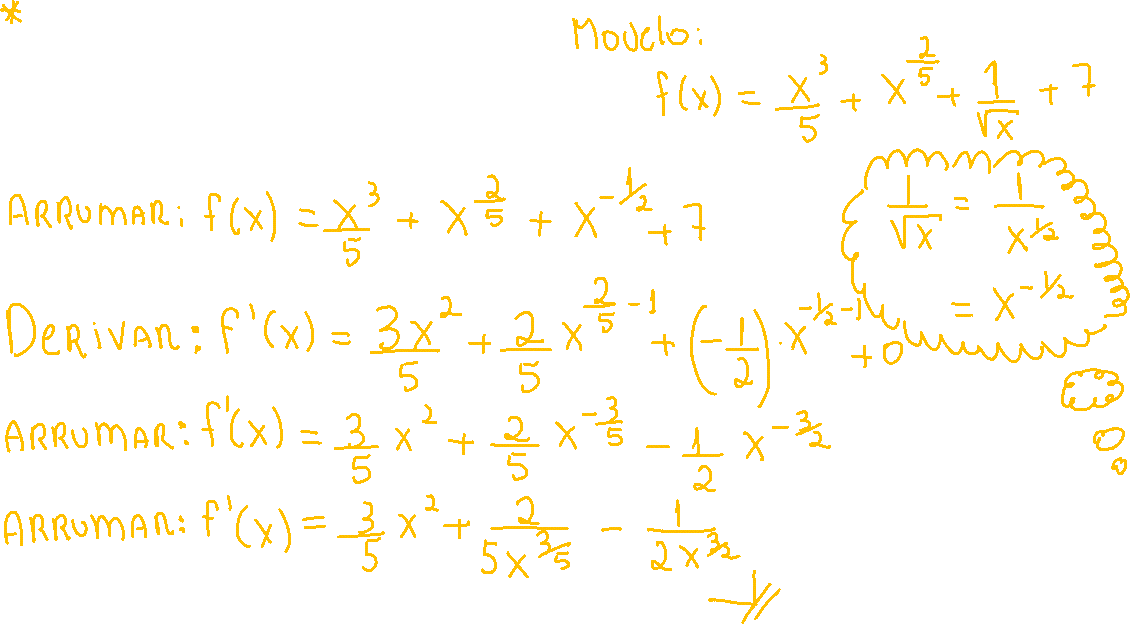 *
Modelo:
f(x) = x³/5 + x^(2/5) + 1/√x + 7
ARRUMAR: f(x) = x³/5 + x^(2/5) + x^(-1/2) + 7
1/√x = 1/x^(1/2)
= x^(-1/2)
DERIVAR: f'(x) = 3x²/5 + 2/5 x^(2/5 - 1) + (-1/2) · x^(-1/2 - 1) + 0
ARRUMAR: f'(x) = 3/5 x² + 2/5 x^(-3/5) - 1/2 x^(-3/2)
ARRUMAR: f'(x) = 3/5 x² + 2/(5x^(3/5)) - 1/(2x^(3/2))